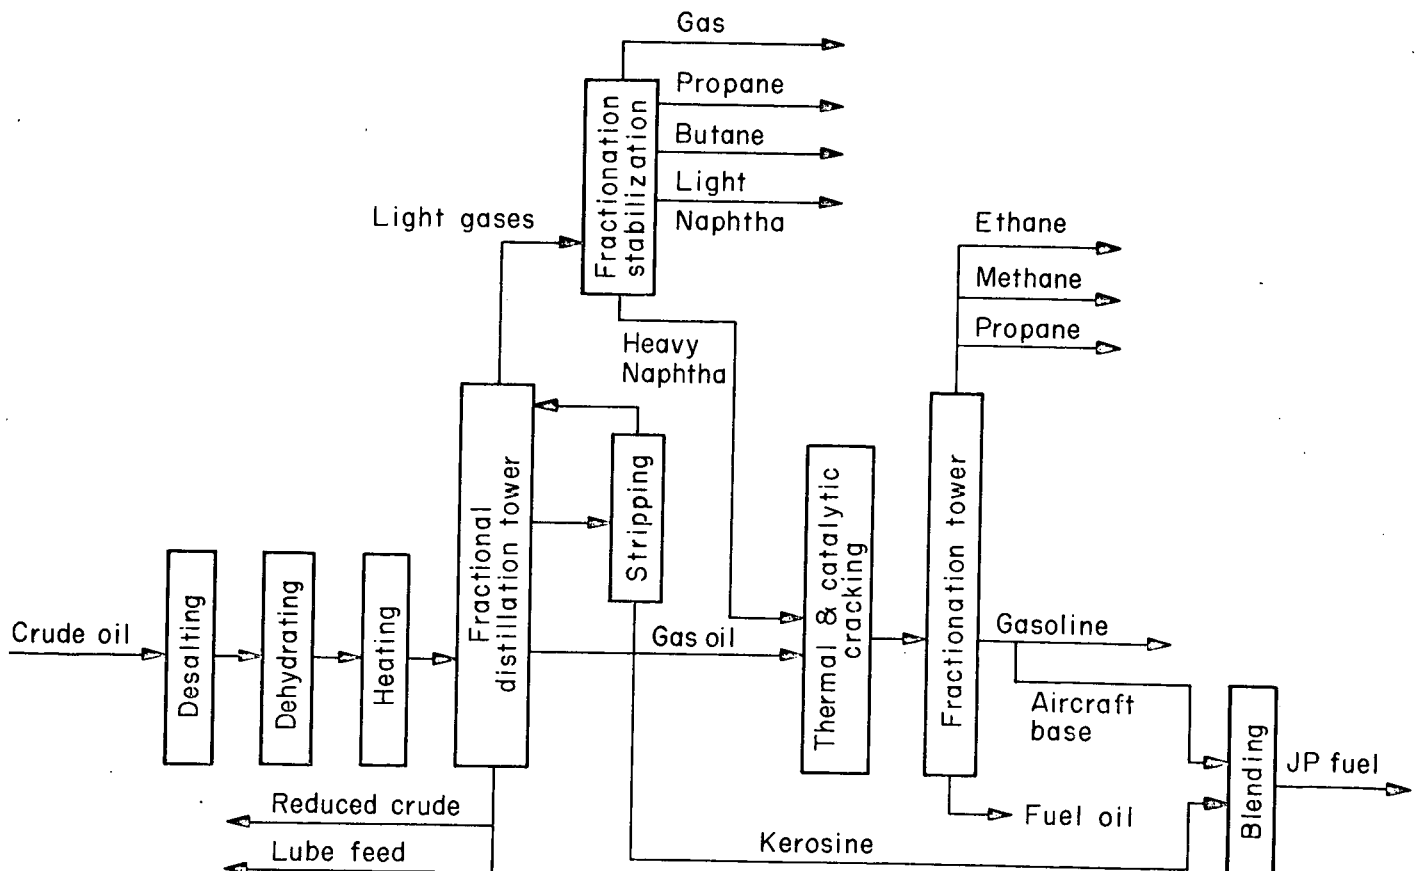 Gas
Propane
Butane
Light
Naphtha
Fractionation
stabilization
Light gases
Ethane
Methane
Propane
Heavy
Naphtha
Fractional
distillation tower
Stripping
Thermal & catalytic
cracking
Fractionation tower
Crude oil
Desalting
Dehydrating
Heating
Gas oil
Gasoline
Aircraft
base
Blending
JP fuel
Reduced crude
Fuel oil
Lube feed
Kerosine